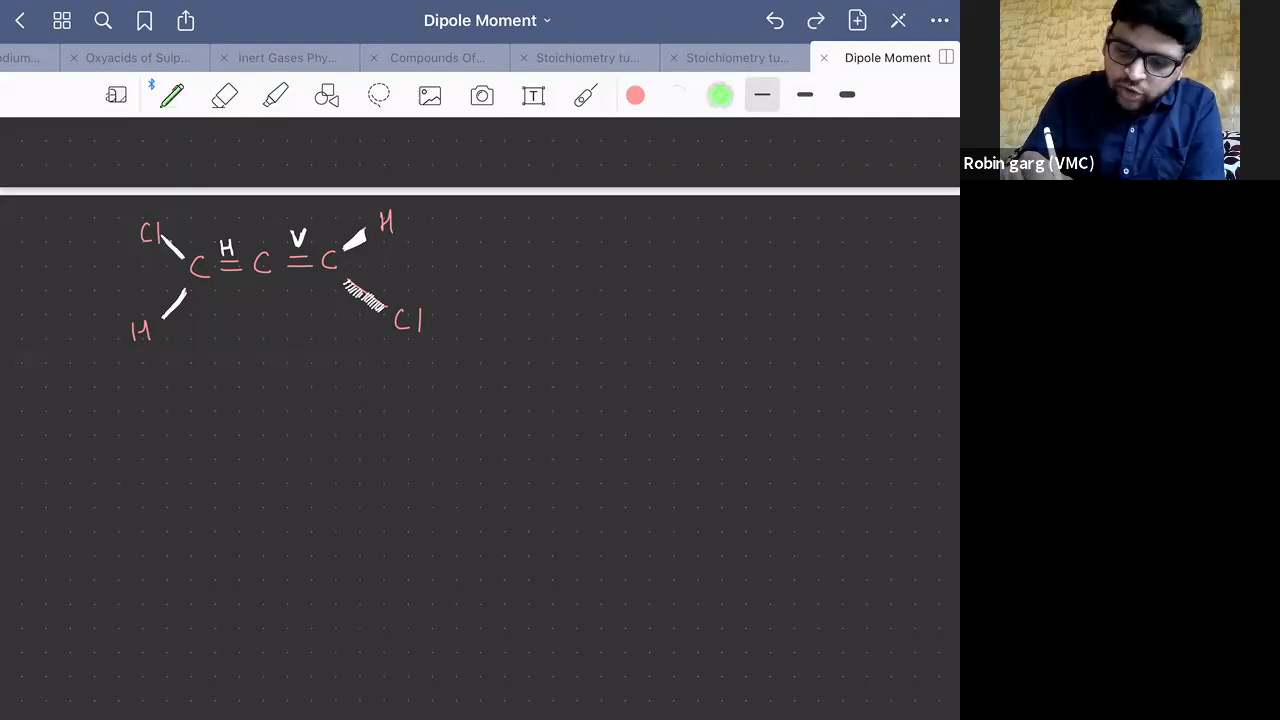 Dipole Moment
odium...
Oxyacids of Sulp...
Inert Gases Phy...
Compounds Of...
Stoichiometry tu...
Stoichiometry tu...
Dipole Moment
T
Robin garg (VMC)
Cl H
H V
C = C = C
H Cl